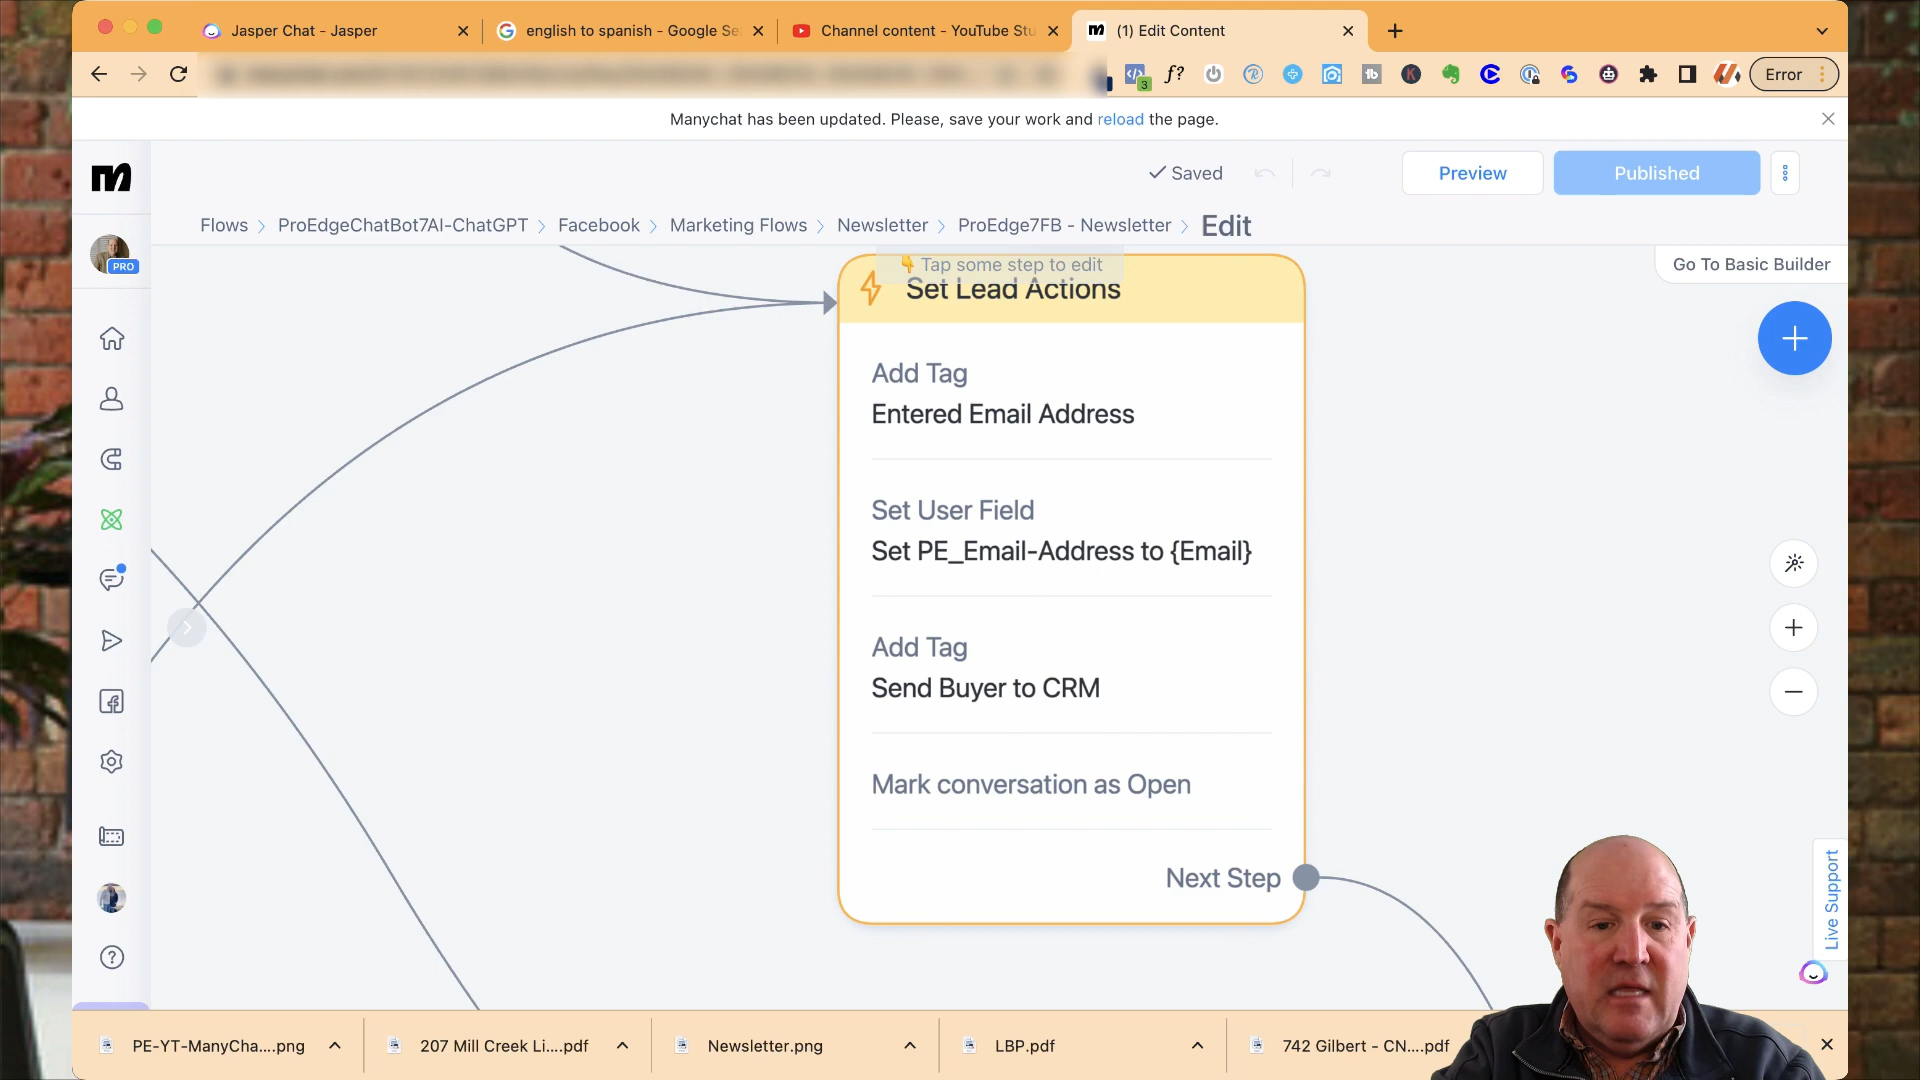 Jasper Chat - Jasper
english to spanish - Google Se
Channel content - YouTube Stu
(1) Edit Content
3
f?
Error
Manychat has been updated. Please, save your work and reload the page.
Saved
Preview
Published
Flows
ProEdgeChatBot7AI-ChatGPT
Facebook
Marketing Flows
Newsletter
ProEdge7FB - Newsletter
Edit
PRO
Tap some step to edit
Go To Basic Builder
Set Lead Actions
Add Tag
Entered Email Address
Set User Field
Set PE_Email-Address to {Email}
Add Tag
Send Buyer to CRM
Mark conversation as Open
Next Step
Live Support
PE-YT-ManyCha....png
207 Mill Creek Li....pdf
Newsletter.png
LBP.pdf
742 Gilbert - CN....pdf